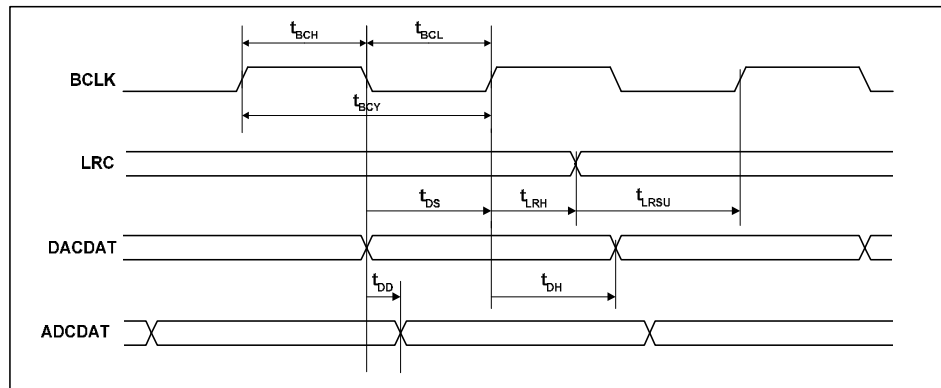 tBCH tBCL
BCLK
tBCY
LRC
tDS tLRH tLRSU
DACDAT
tDD tDH
ADCDAT